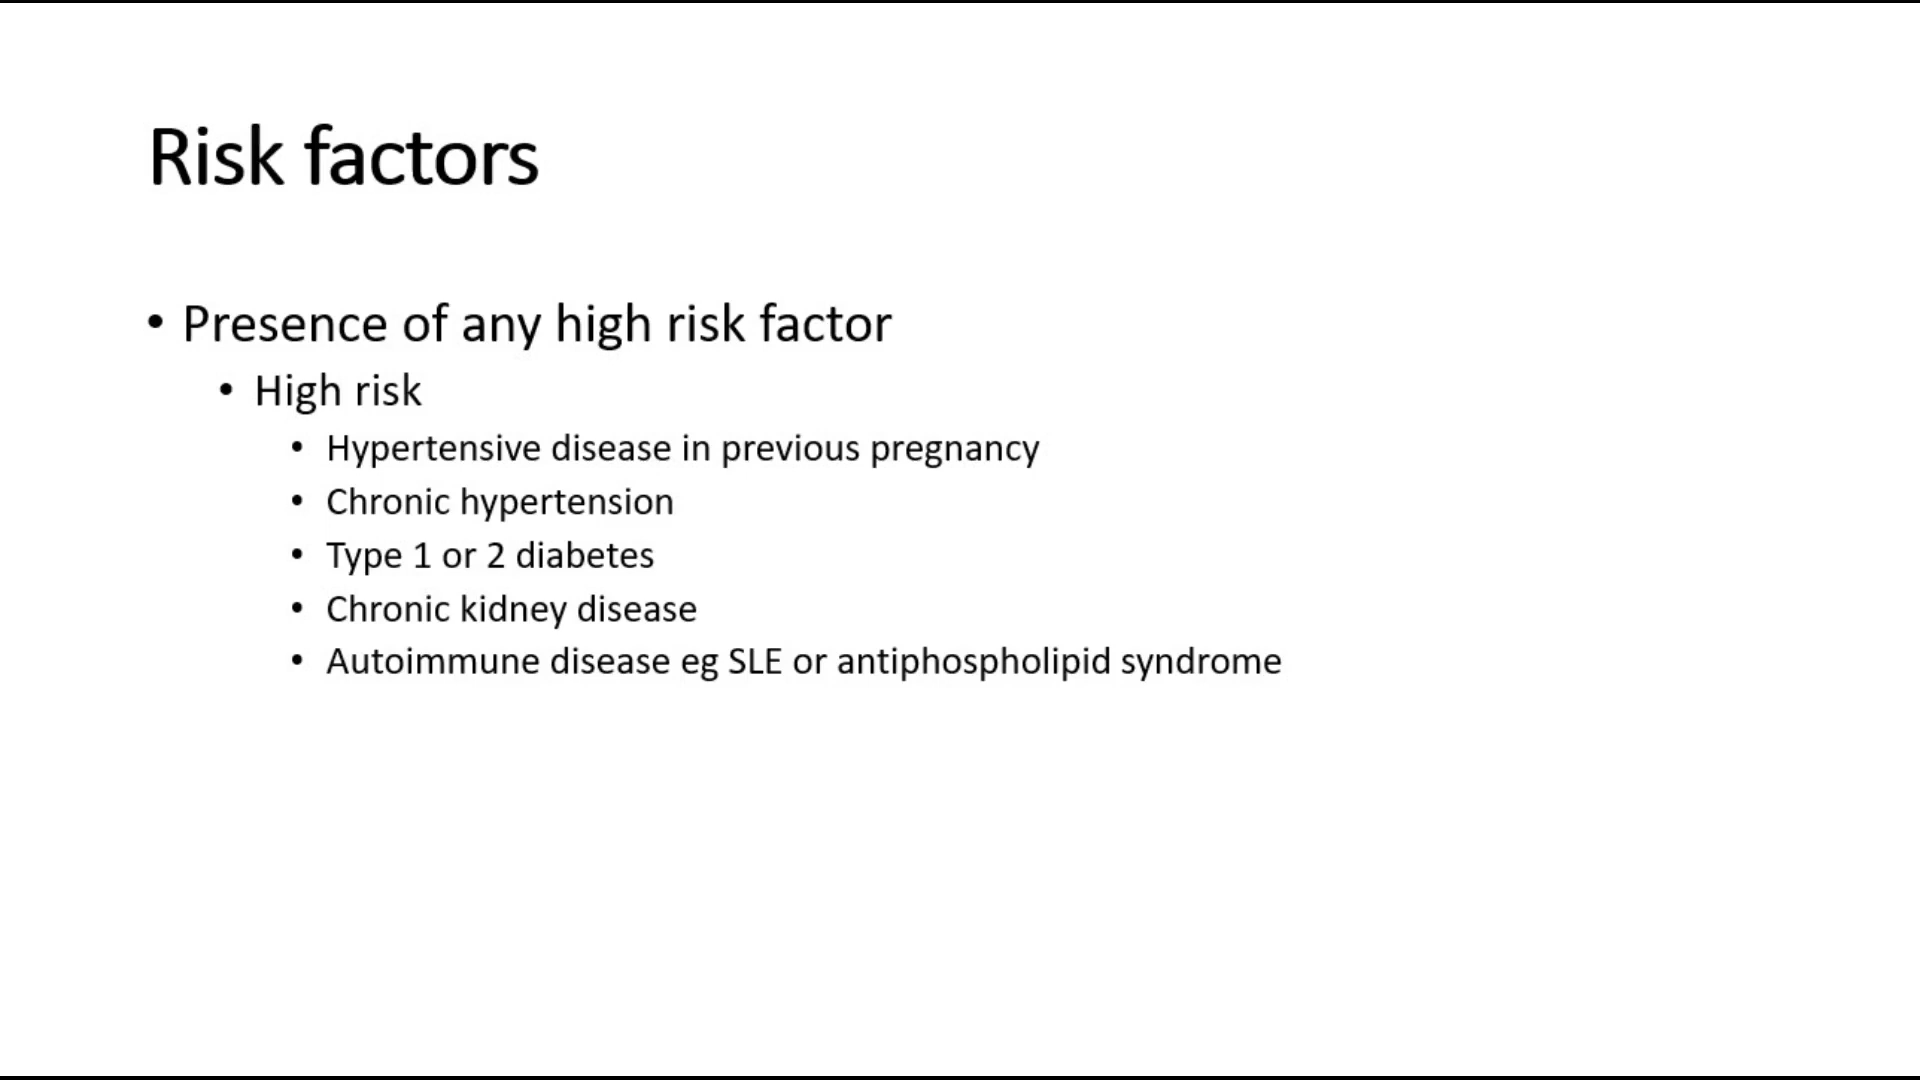 Risk factors
• Presence of any high risk factor
• High risk
• Hypertensive disease in previous pregnancy
• Chronic hypertension
• Type 1 or 2 diabetes
• Chronic kidney disease
• Autoimmune disease eg SLE or antiphospholipid syndrome